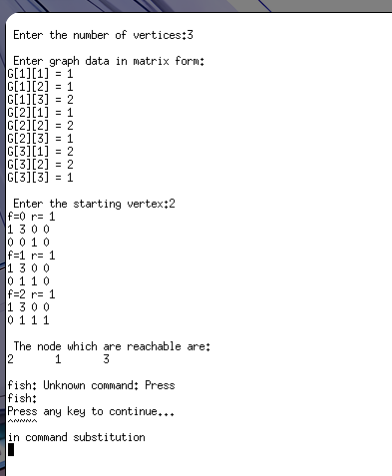 Enter the number of vertices:3
Enter graph data in matrix form:
G[1][1] = 1
G[1][2] = 1
G[1][3] = 2
G[2][1] = 1
G[2][2] = 2
G[2][3] = 1
G[3][1] = 2
G[3][2] = 2
G[3][3] = 1
Enter the starting vertex:2
f=0 r= 1
1 3 0 0
0 0 1 0
f=1 r= 1
1 3 0 0
0 1 1 0
f=2 r= 1
1 3 0 0
0 1 1 1
The node which are reachable are:
2 1 3
fish: Unknown command: Press
fish:
Press any key to continue...
^~~~~^
in command substitution